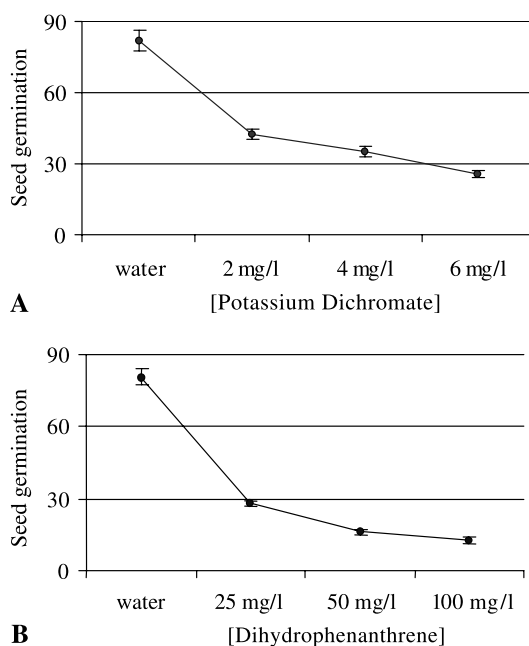 90
60
30
0
Seed germination
water 2 mg/l 4 mg/l 6 mg/l
A [Potassium Dichromate]
90
60
30
0
Seed germination
water 25 mg/l 50 mg/l 100 mg/l
B [Dihydrophenanthrene]